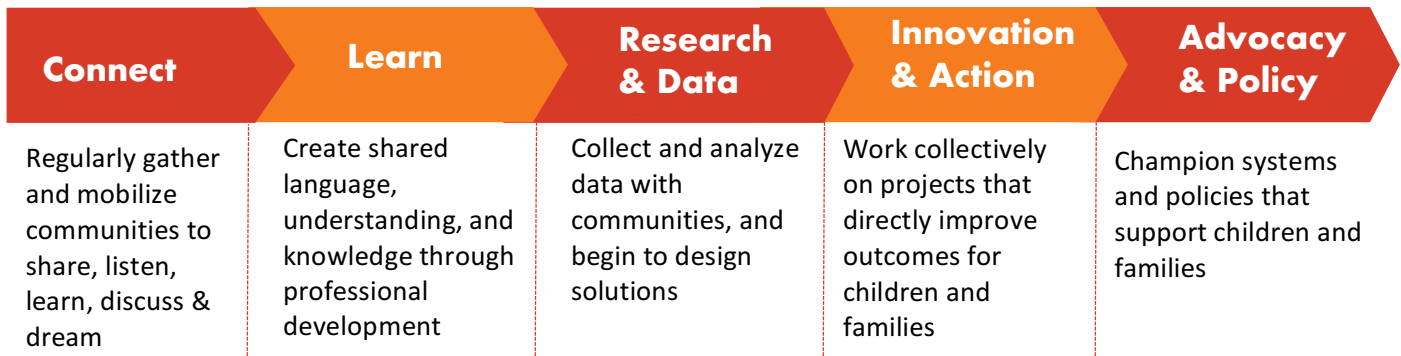 Connect
Regularly gather
and mobilize
communities to
share, listen,
learn, discuss &
dream
Learn
Create shared
language,
understanding, and
knowledge through
professional
development
Research
& Data
Collect and analyze
data with
communities, and
begin to design
solutions
Innovation
& Action
Work collectively
on projects that
directly improve
outcomes for
children and
families
Advocacy
& Policy
Champion systems
and policies that
support children and
families